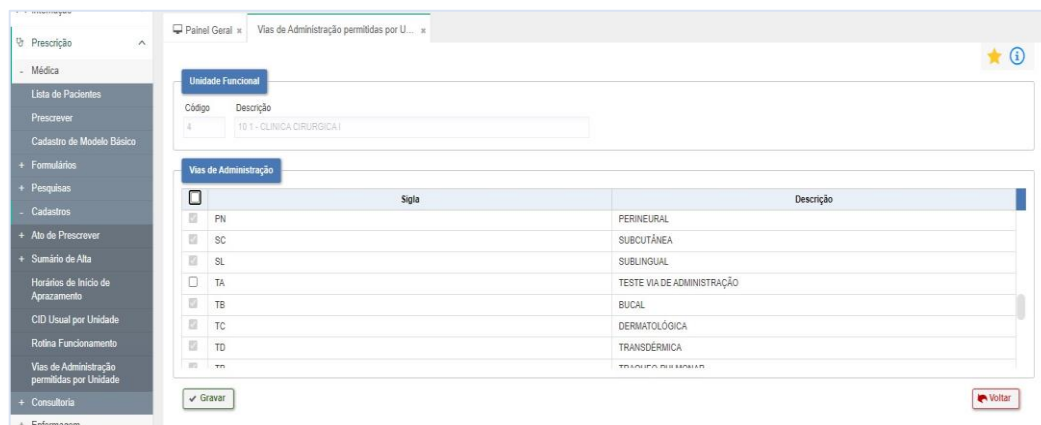 Prescrição
Painel Geral x
Vias de Administração permitidas por U... x
- Médica
Lista de Pacientes
Prescrever
Cadastro de Modelo Básico
+ Formulários
+ Pesquisas
- Cadastros
+ Ato de Prescrever
+ Sumário de Alta
Horários de Início de
Aprazamento
CID Usual por Unidade
Rotina Funcionamento
Vias de Administração
permitidas por Unidade
+ Consultoria
Unidade Funcional
Código Descrição
4 10.1 - CLINICA CIRURGICA I
Vias de Administração
Sigla Descrição
PN PERINEURAL
SC SUBCUTÂNEA
SL SUBLINGUAL
TA TESTE VIA DE ADMINISTRAÇÃO
TB BUCAL
TC DERMATOLÓGICA
TD TRANSDÉRMICA
Gravar
Voltar